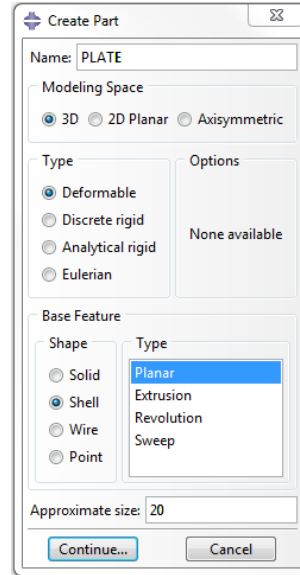 Create Part
Name: PLATE
Modeling Space
3D 2D Planar Axisymmetric
Type
Deformable
Discrete rigid
Analytical rigid
Eulerian
Options
None available
Base Feature
Shape
Solid
Shell
Wire
Point
Type
Planar
Extrusion
Revolution
Sweep
Approximate size: 20
Continue... Cancel